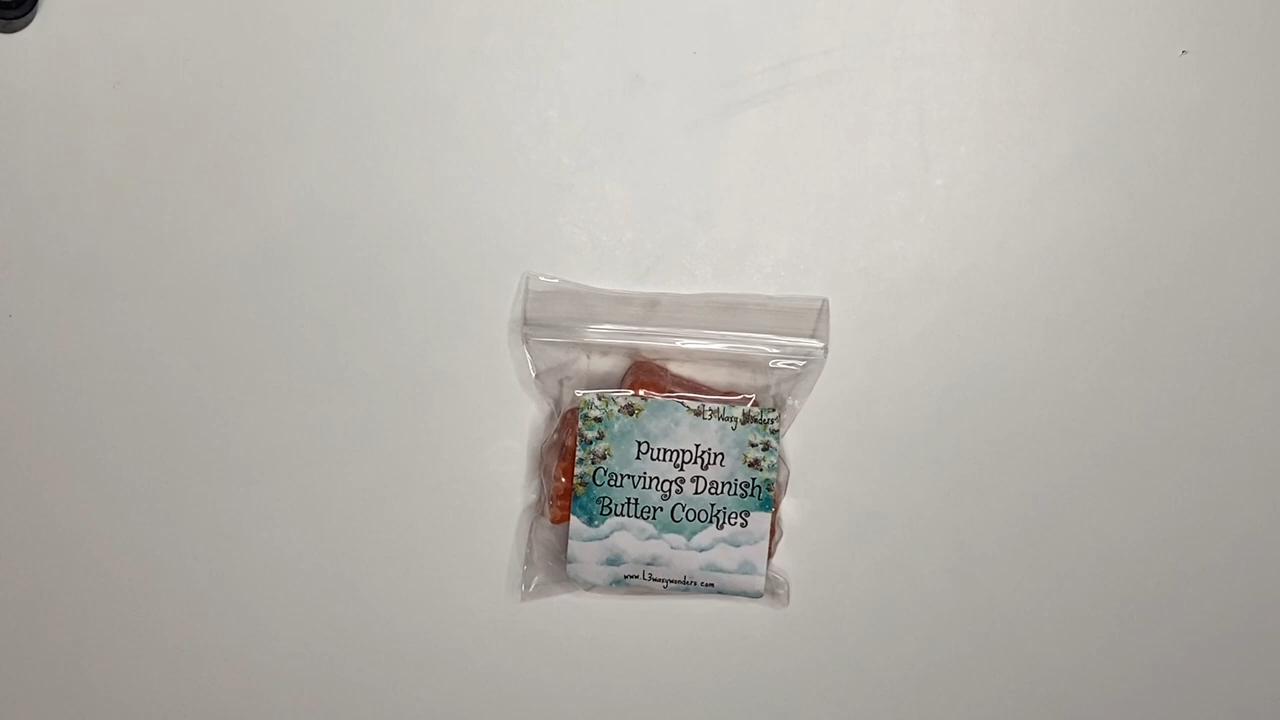 L3 Waxy Wonders
Pumpkin
Carvings Danish
Butter Cookies
www.L3waxywonders.com